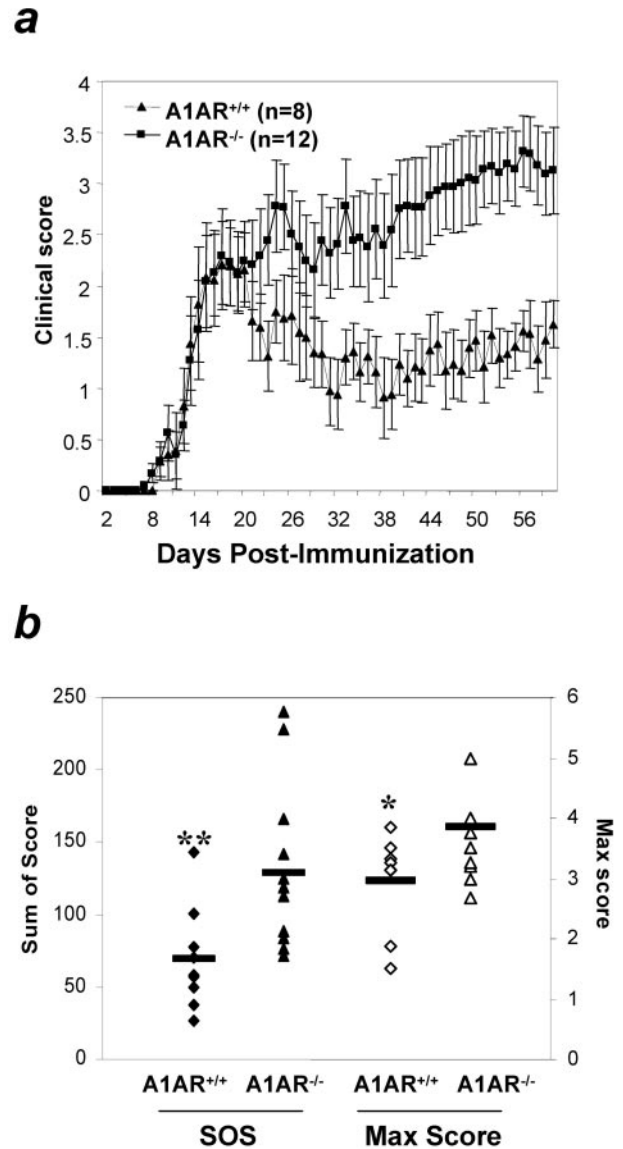 a
4
3.5
3
2.5
2
1.5
1
0.5
0
Clinical score
A1AR+/+ (n=8)
A1AR-/- (n=12)
2 8 14 20 26 32 38 44 50 56
Days Post-Immunization
b
250
200
150
100
50
0
Sum of Score
**
*
6
5
4
3
2
1
0
Max score
A1AR+/+ A1AR-/- A1AR+/+ A1AR-/-
SOS Max Score